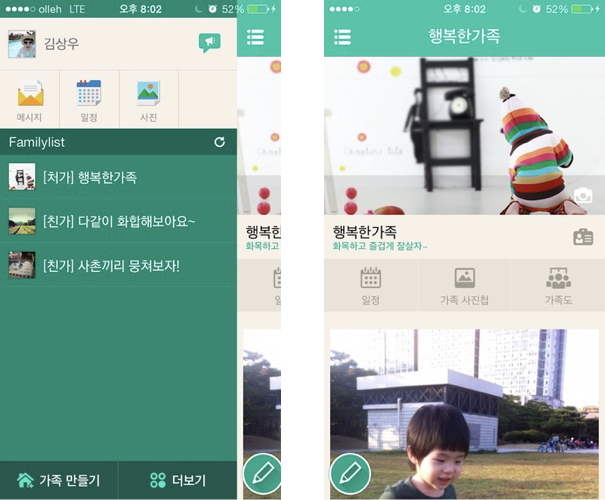 olleh LTE 오후 8:02 52%
김상우
메시지 일정 사진
Familylist
[처가] 행복한가족
[친가] 다같이 화합해보아요~
[친가] 사촌끼리 뭉쳐보자!
가족 만들기 더보기
행복한
화목하고
오후 8:02 52%
행복한가족
행복한가족
화목하고 즐겁게 잘살자~
일정 가족 사진첩 가족도